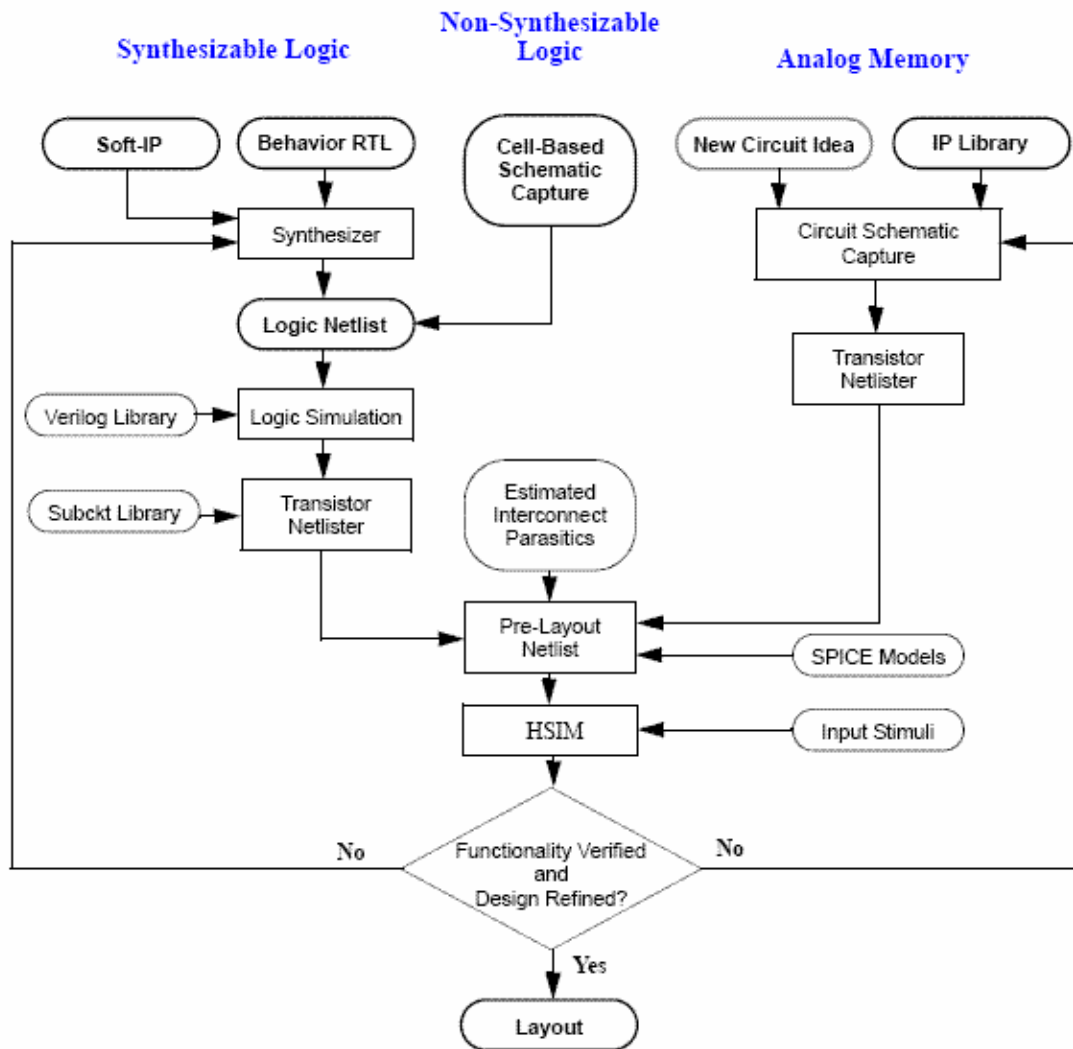 Synthesizable Logic
Non-Synthesizable
Logic
Analog Memory
Soft-IP
Behavior RTL
Cell-Based
Schematic
Capture
New Circuit Idea
IP Library
Synthesizer
Circuit Schematic
Capture
Logic Netlist
Transistor
Netlister
Verilog Library
Logic Simulation
Subckt Library
Transistor
Netlister
Estimated
Interconnect
Parasitics
Pre-Layout
Netlist
SPICE Models
HSIM
Input Stimuli
No
Functionality Verified
and
Design Refined?
No
Yes
Layout